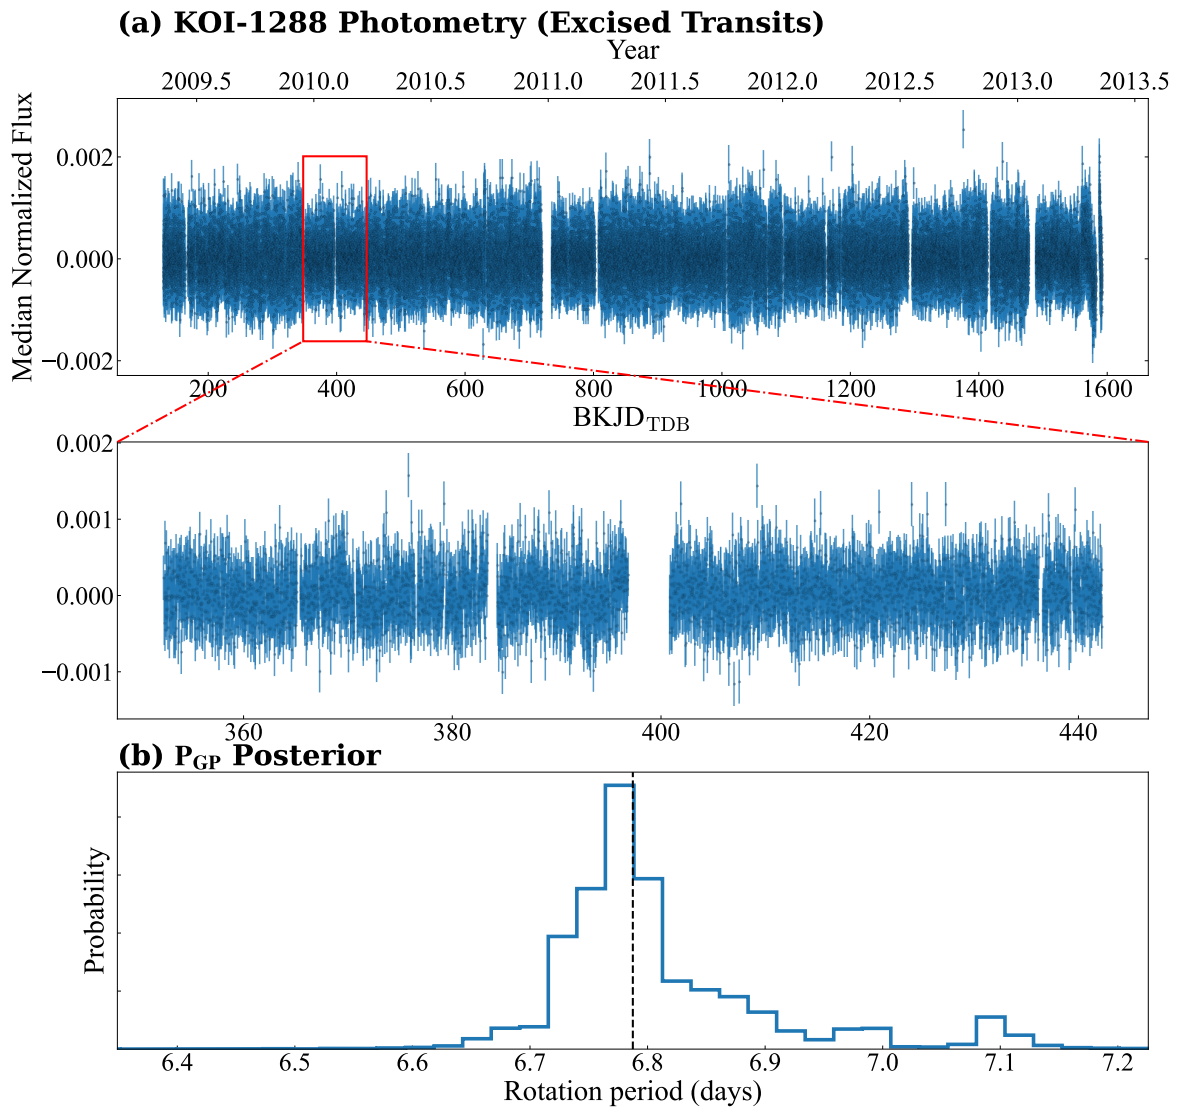 (a) KOI-1288 Photometry (Excised Transits)
Year
2009.5 2010.0 2010.5 2011.0 2011.5 2012.0 2012.5 2013.0 2013.5
Median Normalized Flux
0.002
0.000
−0.002
200 400 600 800 1000 1200 1400 1600
BKJD_TDB
0.002
0.001
0.000
−0.001
360 380 400 420 440
(b) P_GP Posterior
Probability
6.4 6.5 6.6 6.7 6.8 6.9 7.0 7.1 7.2
Rotation period (days)